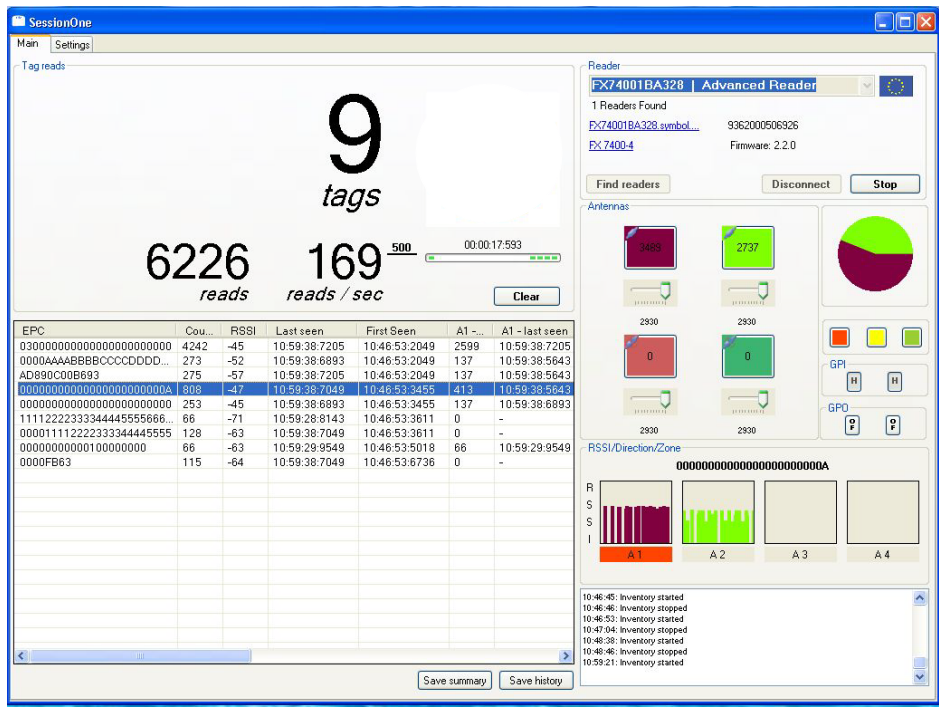 SessionOne
Main Settings
Tag reads
9
tags
6226
reads
169
reads / sec
500
00:00:17:593
Clear
EPC Cou... RSSI Last seen First Seen A1 -... A1 - last seen
030000000000000000000000 4242 -45 10:59:38:7205 10:46:53:2049 2599 10:59:38:7205
0000AAAABBBBCCCCDDDD... 273 -52 10:59:38:6893 10:46:53:2049 137 10:59:38:5643
AD890C00B693 275 -57 10:59:38:7205 10:46:53:2049 137 10:59:38:5643
00000000000000000000000A 808 -47 10:59:38:7049 10:46:53:3455 413 10:59:38:5643
000000000000000000000000 253 -45 10:59:38:6893 10:46:53:3455 137 10:59:38:6893
11112222333344445555666... 66 -71 10:59:28:8143 10:46:53:3611 0 -
000011112222333344445555 128 -63 10:59:38:7049 10:46:53:3611 0 -
00000000000100000000 66 -63 10:59:29:9549 10:46:53:5018 66 10:59:29:9549
0000FB63 115 -64 10:59:38:7049 10:46:53:6736 0 -
Save summary Save history
Reader
FX74001BA328 | Advanced Reader
1 Readers Found
FX74001BA328.symbol.... 9362000506926
FX 7400-4 Firmware: 2.2.0
Find readers Disconnect Stop
Antennas
3489 2737
2930 2930
0 0
2930 2930
GPI
H H
GPO
RSSI/Direction/Zone
00000000000000000000000A
R
S
S
I
A 1 A 2 A 3 A 4
10:46:45: Inventory started
10:46:46: Inventory stopped
10:46:53: Inventory started
10:47:04: Inventory stopped
10:48:38: Inventory started
10:48:46: Inventory stopped
10:59:21: Inventory started